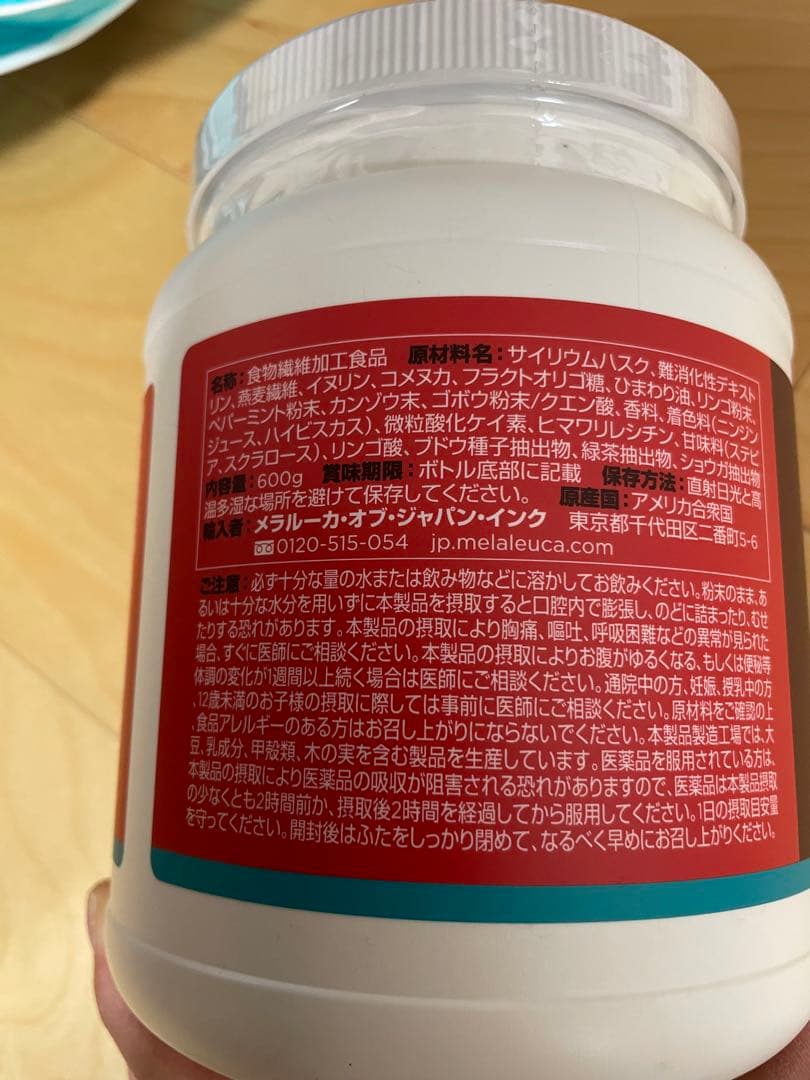 名称：食物繊維加工食品　原材料名：サイリウムハスク、難消化性デキスト
リン、燕麦繊維、イヌリン、コメヌカ、フラクトオリゴ糖、ひまわり油、リンゴ粉末、
ペパーミント粉末、カンゾウ末、ゴボウ粉末/クエン酸、香料、着色料(ニンジン
ジュース、ハイビスカス)、微粒酸化ケイ素、ヒマワリレシチン、甘味料(ステビ
ア、スクラロース)、リンゴ酸、ブドウ種子抽出物、緑茶抽出物、ショウガ抽出物
内容量：600g　賞味期限：ボトル底部に記載　保存方法：直射日光と高
温多湿な場所を避けて保存してください。　原産国：アメリカ合衆国
輸入者：メラルーカ・オブ・ジャパン・インク　東京都千代田区二番町5-6
0120-515-054　jp.melaleuca.com
ご注意：必ず十分な量の水または飲み物などに溶かしてお飲みください。粉末のまま、あ
るいは十分な水分を用いずに本製品を摂取すると口腔内で膨張し、のどに詰まったり、むせ
たりする恐れがあります。本製品の摂取により胸痛、嘔吐、呼吸困難などの異常が見られた
場合、すぐに医師にご相談ください。本製品の摂取によりお腹がゆるくなる、もしくは便秘等
体調の変化が1週間以上続く場合は医師にご相談ください。通院中の方、妊娠、授乳中の方
、12歳未満のお子様の摂取に際しては事前に医師にご相談ください。原材料をご確認の上
、食品アレルギーのある方はお召し上がりにならないでください。本製品製造工場では、大
豆、乳成分、甲殻類、木の実を含む製品を生産しています。医薬品を服用されている方は、
本製品の摂取により医薬品の吸収が阻害される恐れがありますので、医薬品は本製品摂取
の少なくとも2時間前か、摂取後2時間を経過してから服用してください。1日の摂取目安量
を守ってください。開封後はふたをしっかり閉めて、なるべく早めにお召し上がりください。